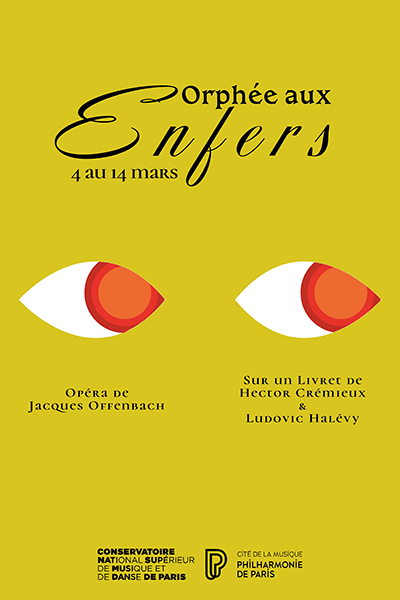 Orphée aux
Enfers
4 au 14 mars
Opéra de
Jacques Offenbach
Sur un Livret de
Hector Crémieux
&
Ludovic Halévy
CONSERVATOIRE
NATIONAL SUPÉRIEUR
DE MUSIQUE ET
DE DANSE DE PARIS
CITÉ DE LA MUSIQUE
PHILHARMONIE
DE PARIS